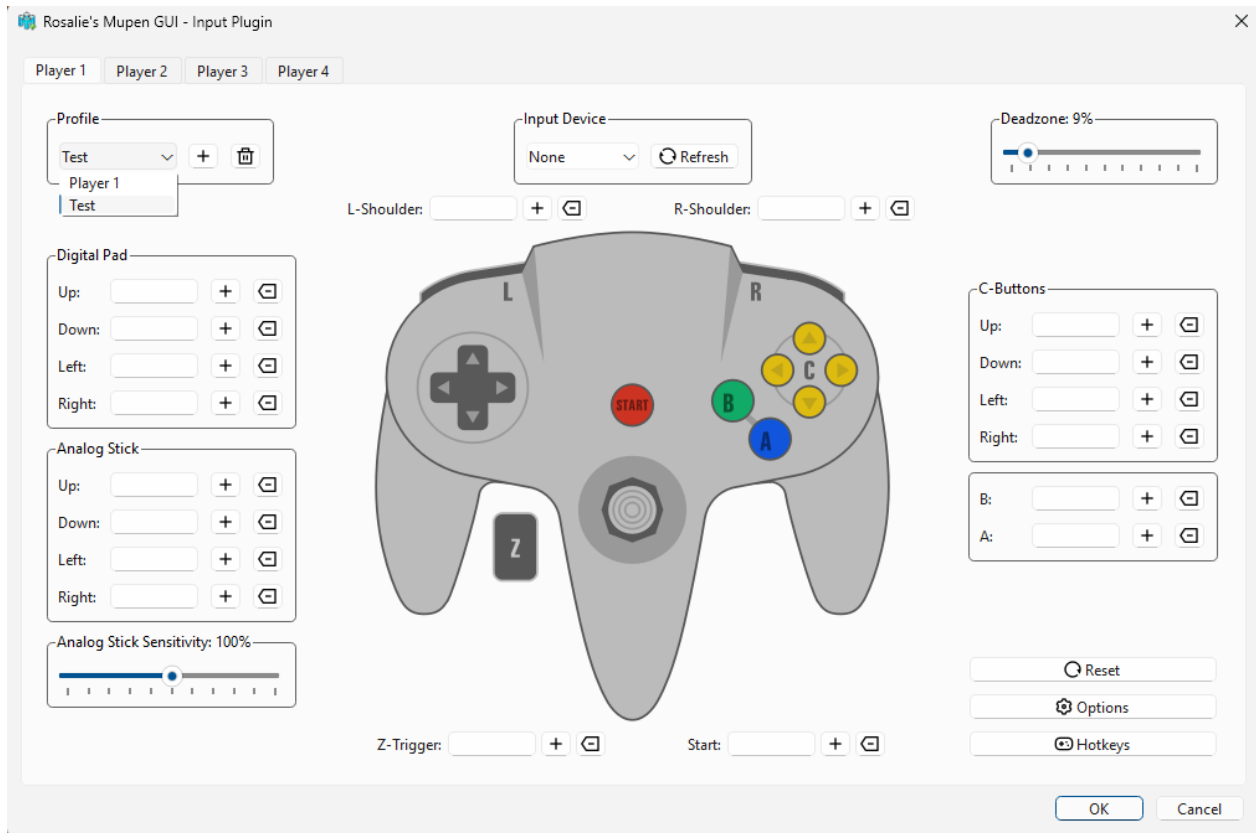 Rosalie's Mupen GUI - Input Plugin
Player 1
Player 2
Player 3
Player 4
Profile
Test
Player 1
Test
Input Device
None
Refresh
Deadzone: 9%
L-Shoulder:
R-Shoulder:
Digital Pad
Up:
Down:
Left:
Right:
Analog Stick
Up:
Down:
Left:
Right:
Analog Stick Sensitivity: 100%
L
R
C
START
B
A
Z
C-Buttons
Up:
Down:
Left:
Right:
B:
A:
Z-Trigger:
Start:
Reset
Options
Hotkeys
OK
Cancel